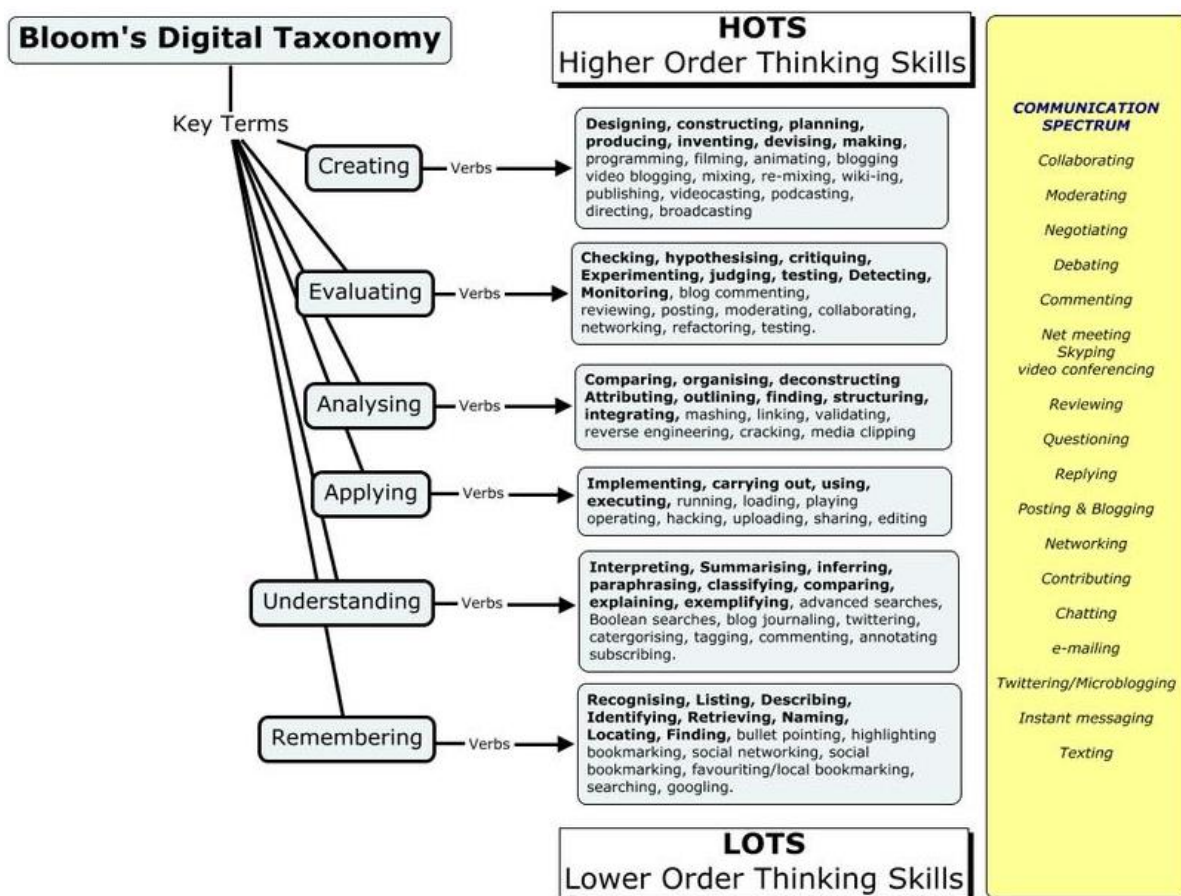 Bloom's Digital Taxonomy
Key Terms
HOTS
Higher Order Thinking Skills
Creating
Verbs
Designing, constructing, planning,
producing, inventing, devising, making,
programming, filming, animating, blogging
video blogging, mixing, re-mixing, wiki-ing,
publishing, videocasting, podcasting,
directing, broadcasting
Evaluating
Verbs
Checking, hypothesising, critiquing,
Experimenting, judging, testing, Detecting,
Monitoring, blog commenting,
reviewing, posting, moderating, collaborating,
networking, refactoring, testing.
Analysing
Verbs
Comparing, organising, deconstructing
Attributing, outlining, finding, structuring,
integrating, mashing, linking, validating,
reverse engineering, cracking, media clipping
Applying
Verbs
Implementing, carrying out, using,
executing, running, loading, playing
operating, hacking, uploading, sharing, editing
Understanding
Verbs
Interpreting, Summarising, inferring,
paraphrasing, classifying, comparing,
explaining, exemplifying, advanced searches,
Boolean searches, blog journaling, twittering,
catergorising, tagging, commenting, annotating
subscribing.
Remembering
Verbs
Recognising, Listing, Describing,
Identifying, Retrieving, Naming,
Locating, Finding, bullet pointing, highlighting
bookmarking, social networking, social
bookmarking, favouriting/local bookmarking,
searching, googling.
LOTS
Lower Order Thinking Skills
COMMUNICATION
SPECTRUM
Collaborating
Moderating
Negotiating
Debating
Commenting
Net meeting
Skyping
video conferencing
Reviewing
Questioning
Replying
Posting & Blogging
Networking
Contributing
Chatting
e-mailing
Twittering/Microblogging
Instant messaging
Texting